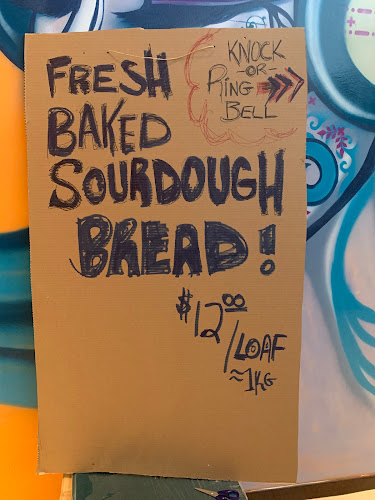 FRESH
BAKED
SOURDOUGH
BREAD!
KNOCK
-OR-
RING
BELL
$12.00
/LOAF
≈1KG